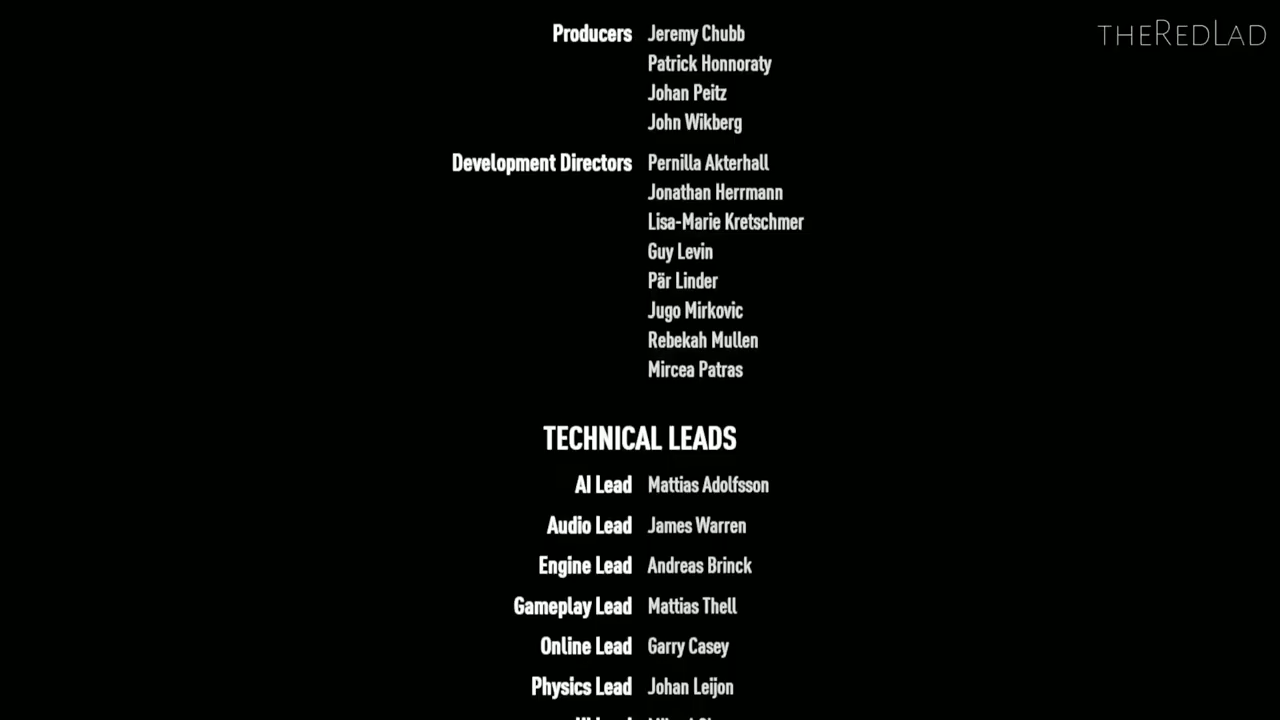 theRedLad
Producers Jeremy Chubb
Patrick Honnoraty
Johan Peitz
John Wikberg
Development Directors Pernilla Akterhall
Jonathan Herrmann
Lisa-Marie Kretschmer
Guy Levin
Pär Linder
Jugo Mirkovic
Rebekah Mullen
Mircea Patras
TECHNICAL LEADS
AI Lead Mattias Adolfsson
Audio Lead James Warren
Engine Lead Andreas Brinck
Gameplay Lead Mattias Thell
Online Lead Garry Casey
Physics Lead Johan Leijon